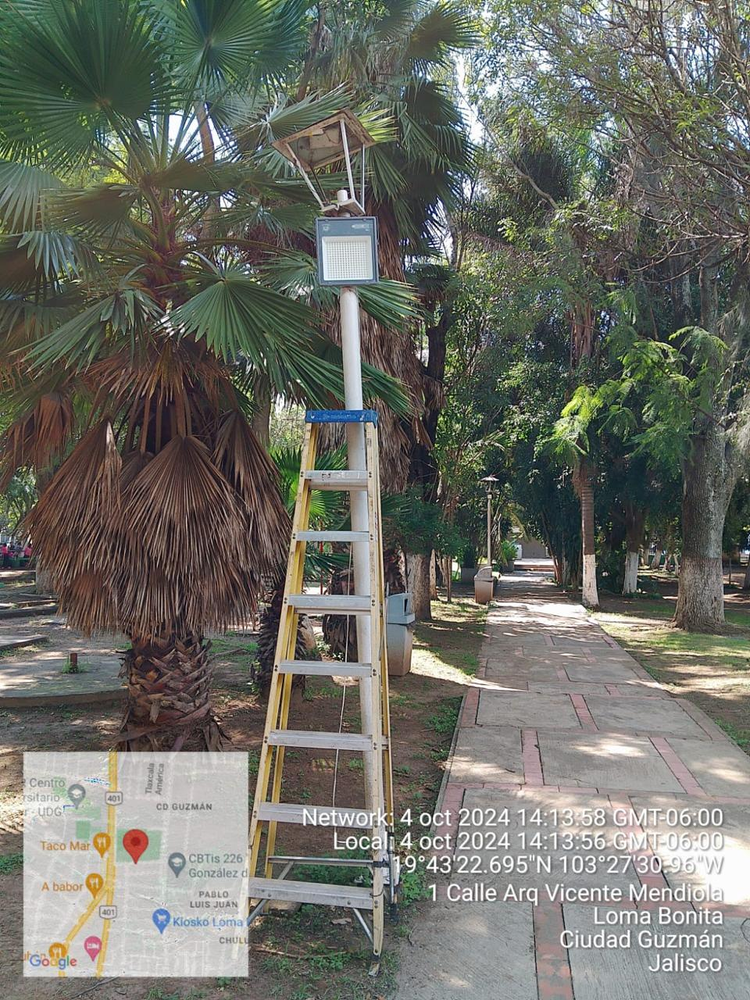 Centro
rsitario
UDG
401
Tlaxcala
América
CD GUZMÁN
Taco Mar
CBTis 226
González d
A babor
PABLO
LUIS JUAN
401
Kiosko Loma
CHULU
Google
Network: 4 oct 2024 14:13:58 GMT-06:00
Local: 4 oct 2024 14:13:56 GMT-06:00
19°43'22.695"N 103°27'30.96"W
1 Calle Arq Vicente Mendiola
Loma Bonita
Ciudad Guzmán
Jalisco